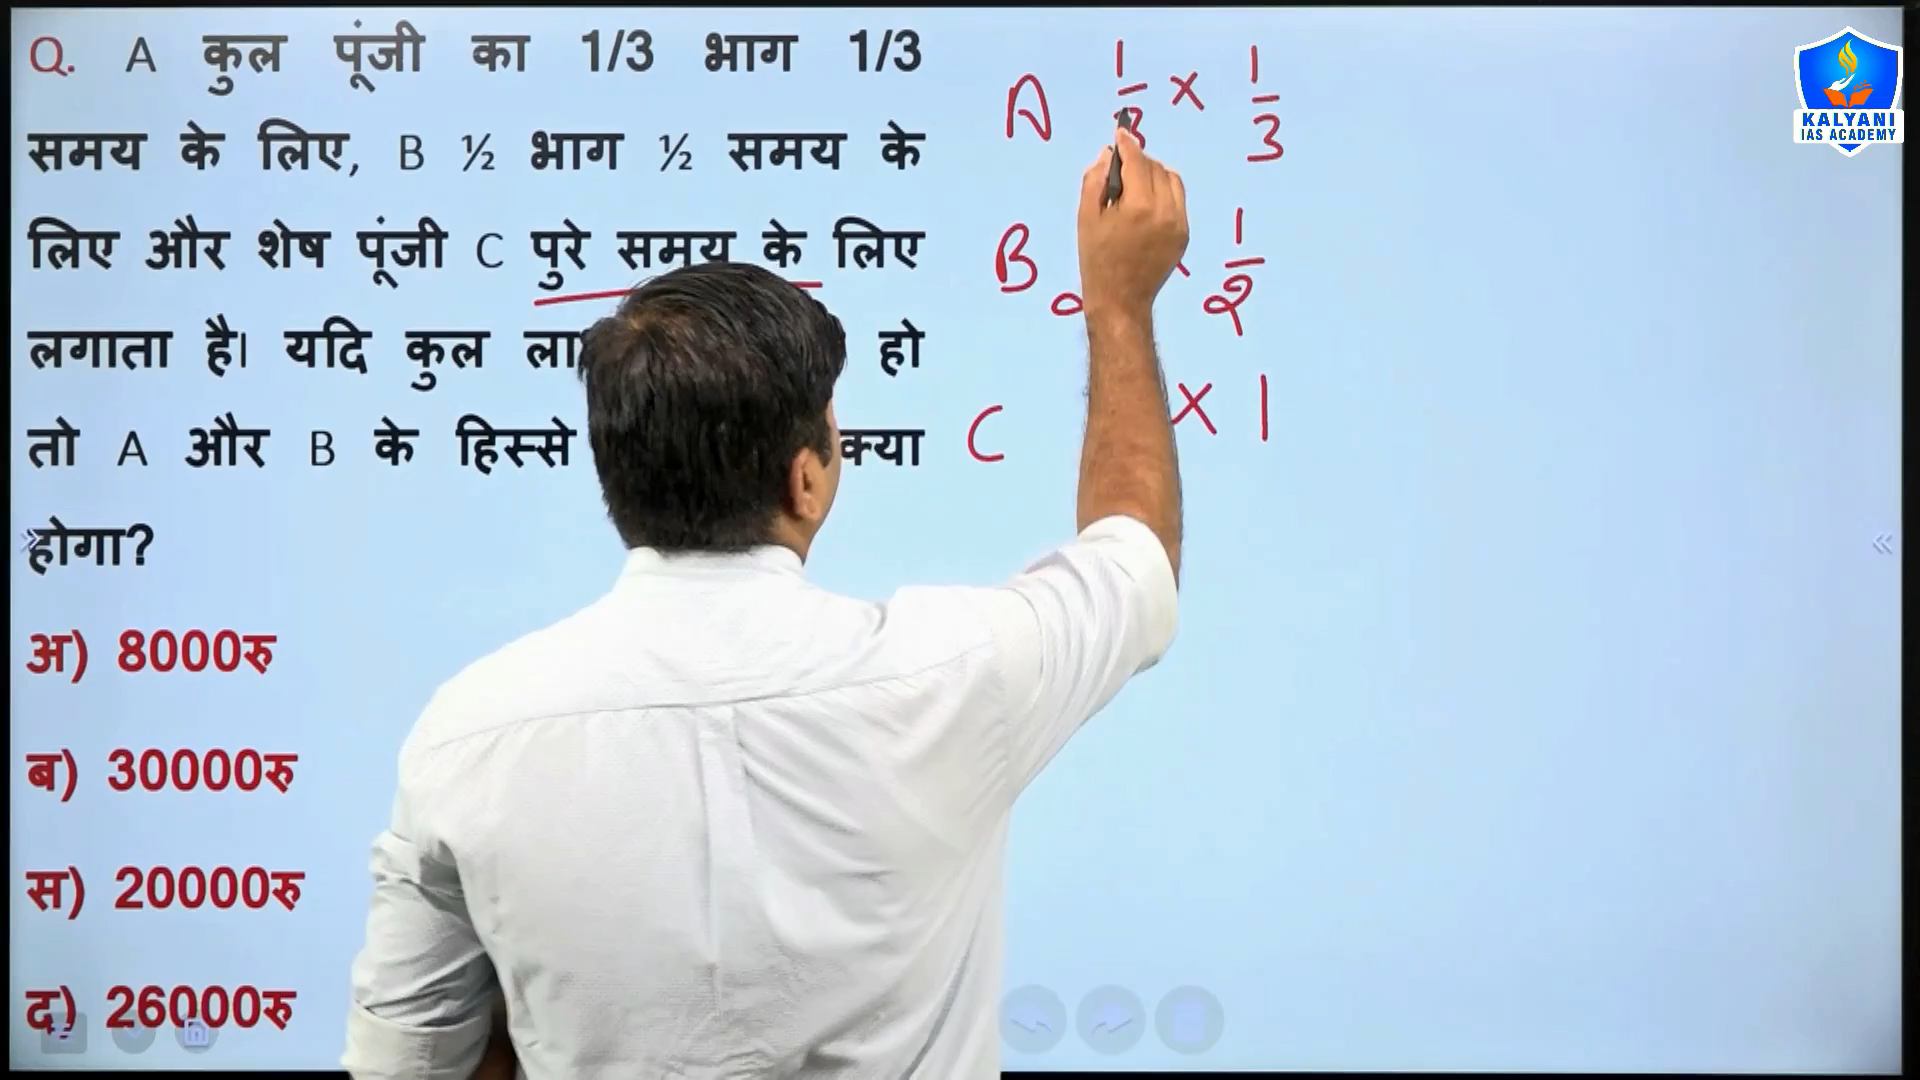 Q. A कुल पूंजी का 1/3 भाग 1/3
समय के लिए, B ½ भाग ½ समय के
लिए और शेष पूंजी C पुरे समय के लिए
लगाता है। यदि कुल हो
तो A और B के हिस्से क्या
होगा?
अ) 8000रु
ब) 30000रु
स) 20000रु
द) 26000रु
A 1/3 × 1/3
B × 1/2
C × 1
KALYANI
IAS ACADEMY